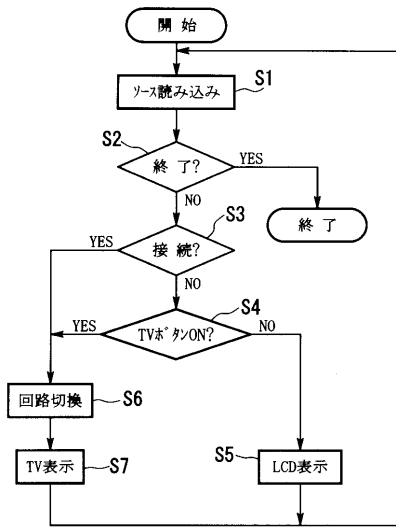 開始
ソース読み込み
S1
S2
終了?
YES
NO
終了
S3
接続?
YES
NO
S4
TVボタンON?
YES
NO
回路切換
S6
TV表示
S7
S5
LCD表示